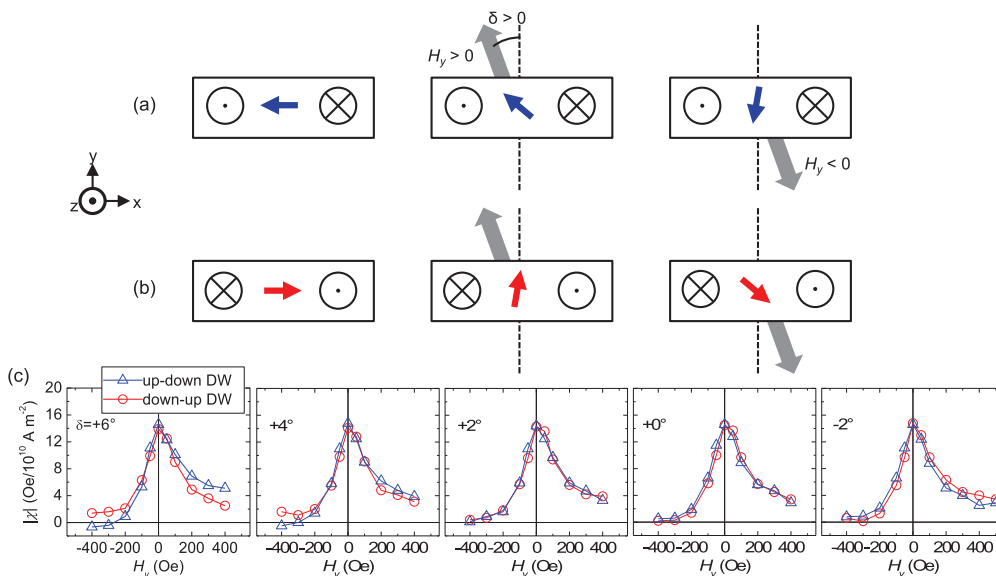 δ > 0
H_y > 0
(a)
H_y < 0
y
z
x
(b)
(c)
up-down DW
down-up DW
|χ| (Oe/10¹⁰ A m⁻²)
20
16
12
8
4
0
δ=+6°
+4°
+2°
+0°
-2°
-400 -200 0 200 400
-400 -200 0 200 400
-400 -200 0 200 400
-400 -200 0 200 400
-400 -200 0 200 400
H_y (Oe)
H_y (Oe)
H_y (Oe)
H_y (Oe)
H_y (Oe)